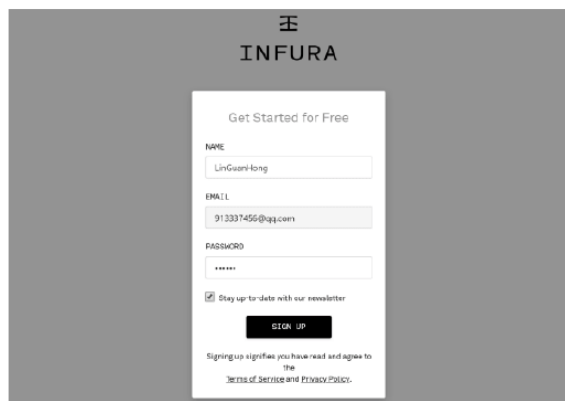 INFURA
Get Started for Free
NAME
LinGuanHong
EMAIL
913337456@qq.com
PASSWORD
••••••
Stay up-to-date with our newsletter
SIGN UP
Signing up signifies you have read and agree to
the
Terms of Service and Privacy Policy.